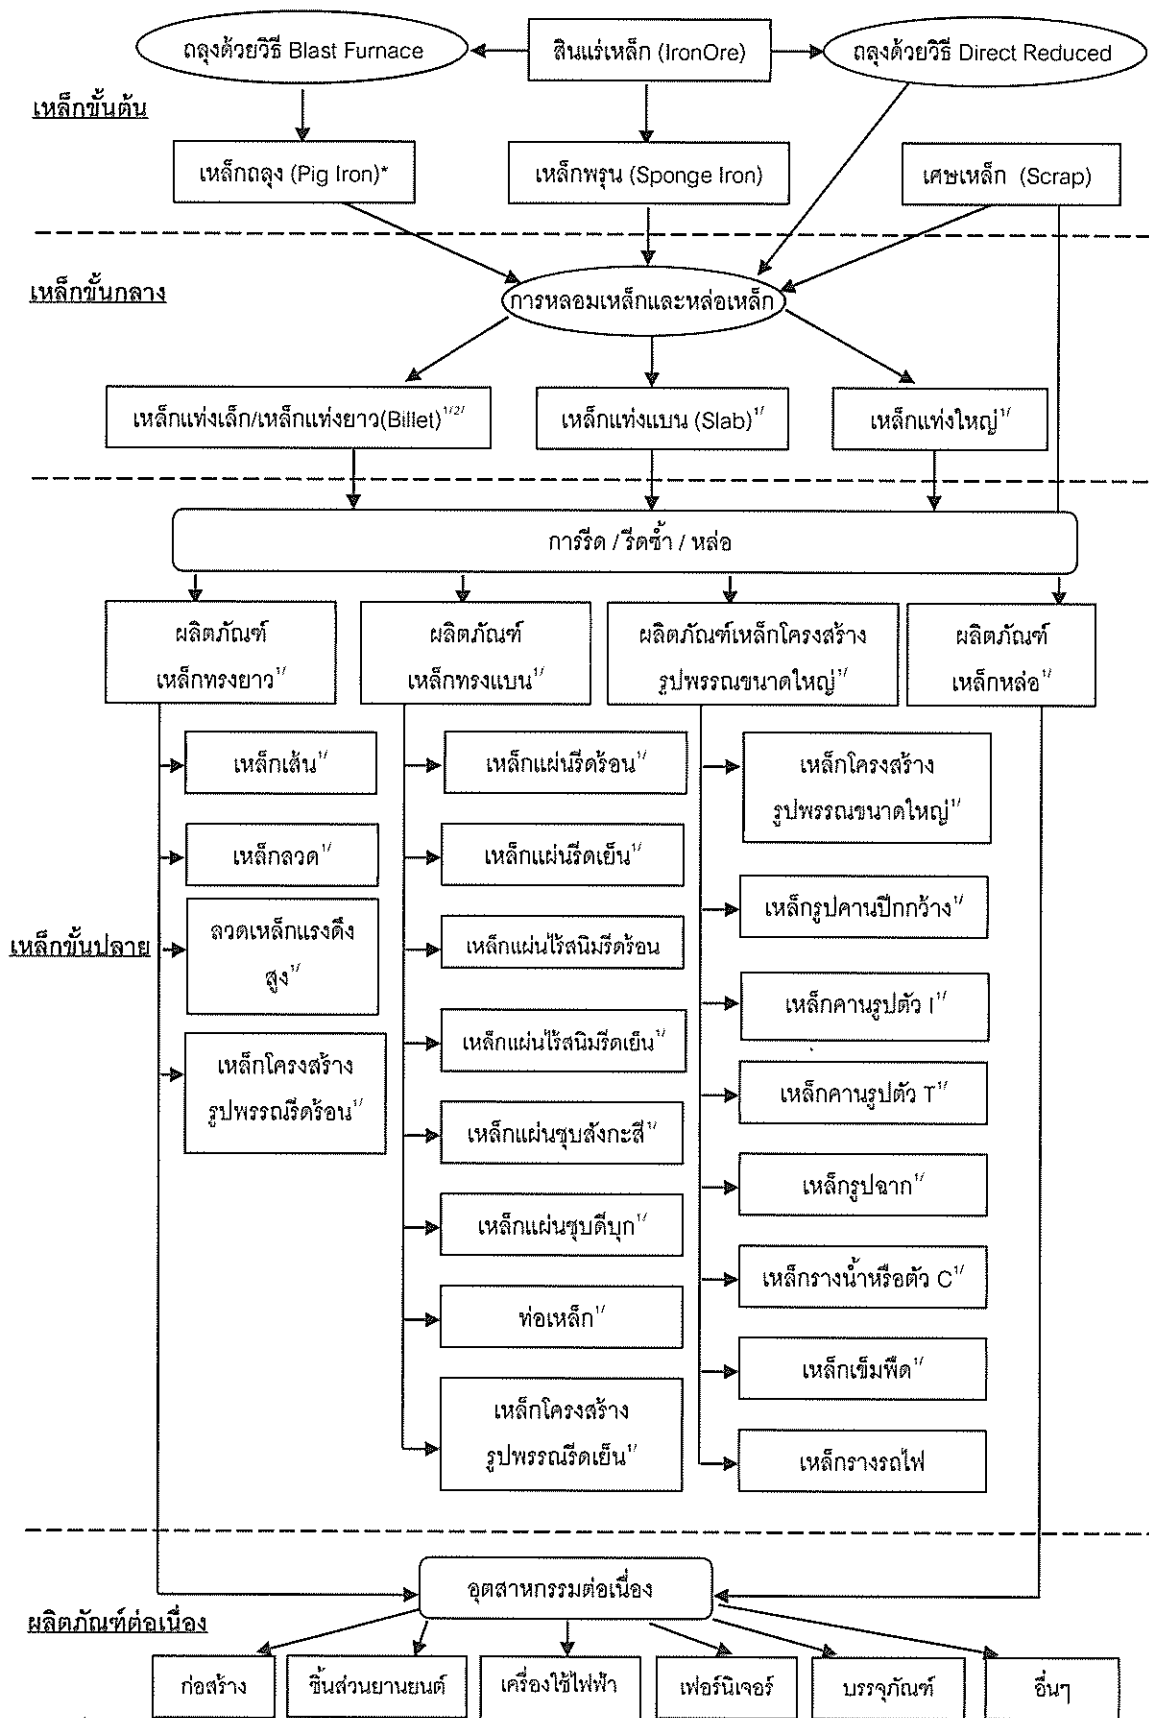 ถลุงด้วยวิธี Blast Furnace
สินแร่เหล็ก (IronOre)
ถลุงด้วยวิธี Direct Reduced
เหล็กขั้นต้น
เหล็กถลุง (Pig Iron)*
เหล็กพรุน (Sponge Iron)
เศษเหล็ก (Scrap)
เหล็กขั้นกลาง
การหลอมเหล็กและหล่อเหล็ก
เหล็กแท่งเล็ก/เหล็กแท่งยาว(Billet)1/2/
เหล็กแท่งแบน (Slab)1/
เหล็กแท่งใหญ่1/
การรีด / รีดซ้ำ / หล่อ
ผลิตภัณฑ์
เหล็กทรงยาว1/
ผลิตภัณฑ์
เหล็กทรงแบน1/
ผลิตภัณฑ์เหล็กโครงสร้าง
รูปพรรณขนาดใหญ่1/
ผลิตภัณฑ์
เหล็กหล่อ1/
เหล็กขั้นปลาย
เหล็กเส้น1/
เหล็กลวด1/
ลวดเหล็กแรงดึง
สูง1/
เหล็กโครงสร้าง
รูปพรรณรีดร้อน1/
เหล็กแผ่นรีดร้อน1/
เหล็กแผ่นรีดเย็น1/
เหล็กแผ่นไร้สนิมรีดร้อน
เหล็กแผ่นไร้สนิมรีดเย็น1/
เหล็กแผ่นชุบสังกะสี1/
เหล็กแผ่นชุบดีบุก1/
ท่อเหล็ก1/
เหล็กโครงสร้าง
รูปพรรณรีดเย็น1/
เหล็กโครงสร้าง
รูปพรรณขนาดใหญ่1/
เหล็กรูปคานปีกกว้าง1/
เหล็กคานรูปตัว I1/
เหล็กคานรูปตัว T1/
เหล็กรูปฉาก1/
เหล็กรางน้ำหรือตัว C1/
เหล็กเข็มพืด1/
เหล็กรางรถไฟ
อุตสาหกรรมต่อเนื่อง
ผลิตภัณฑ์ต่อเนื่อง
ก่อสร้าง
ชิ้นส่วนยานยนต์
เครื่องใช้ไฟฟ้า
เฟอร์นิเจอร์
บรรจุภัณฑ์
อื่นๆ